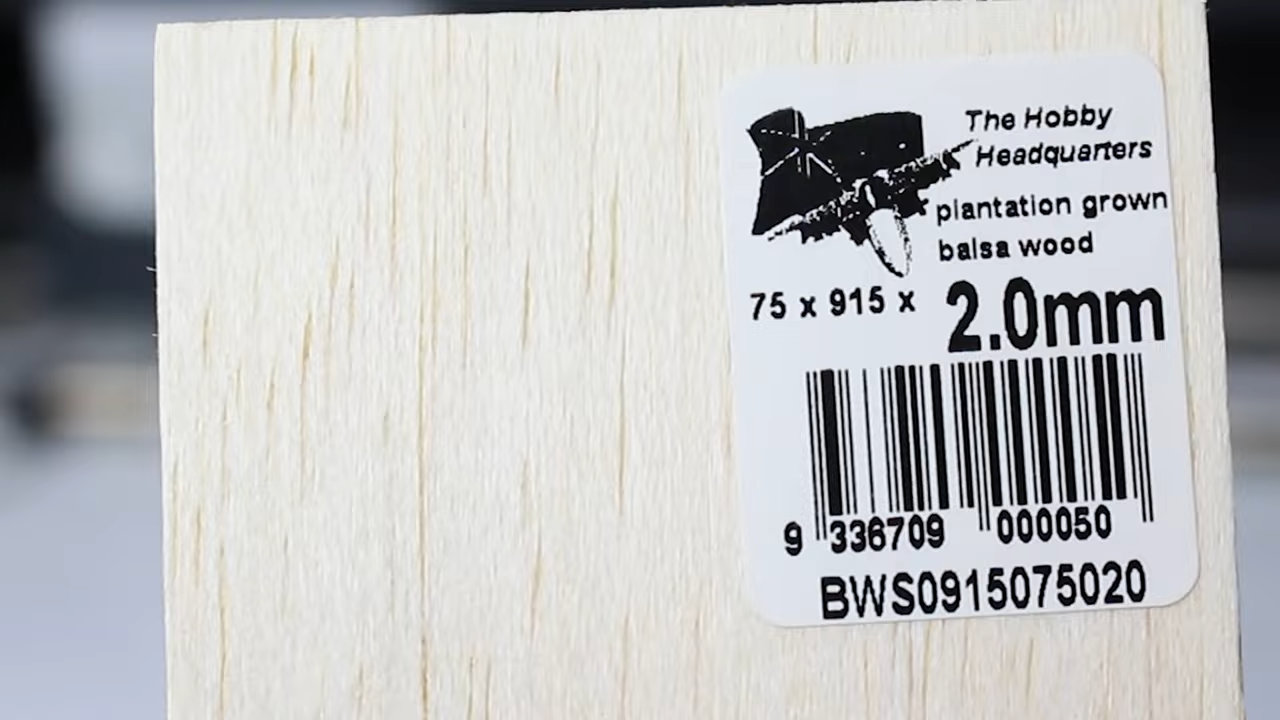 The Hobby
Headquarters
plantation grown
balsa wood
75 x 915 x 2.0mm
9 336709 000050
BWS0915075020